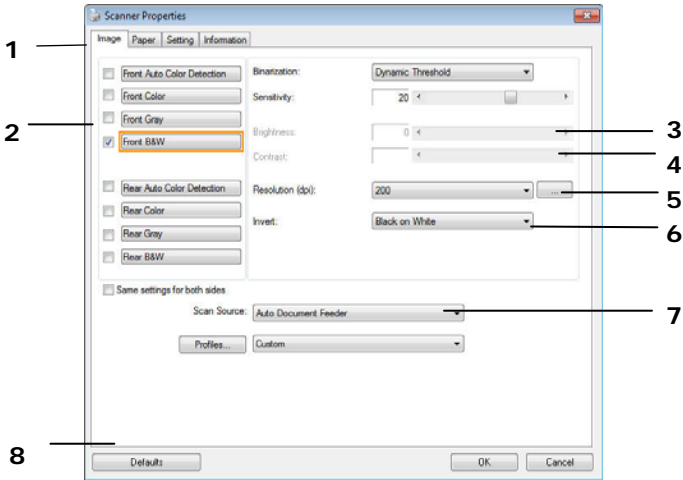 Scanner Properties
1
Image Paper Setting Information
Front Auto Color Detection
Binarization: Dynamic Threshold
Front Color
Sensitivity: 20
2
Front Gray
Front B&W
Brightness: 0
3
Contrast:
4
Rear Auto Color Detection
Resolution (dpi): 200 ...
5
Rear Color
Invert: Black on White
6
Rear Gray
Rear B&W
Same settings for both sides
Scan Source: Auto Document Feeder
7
Profiles... Custom
8
Defaults OK Cancel